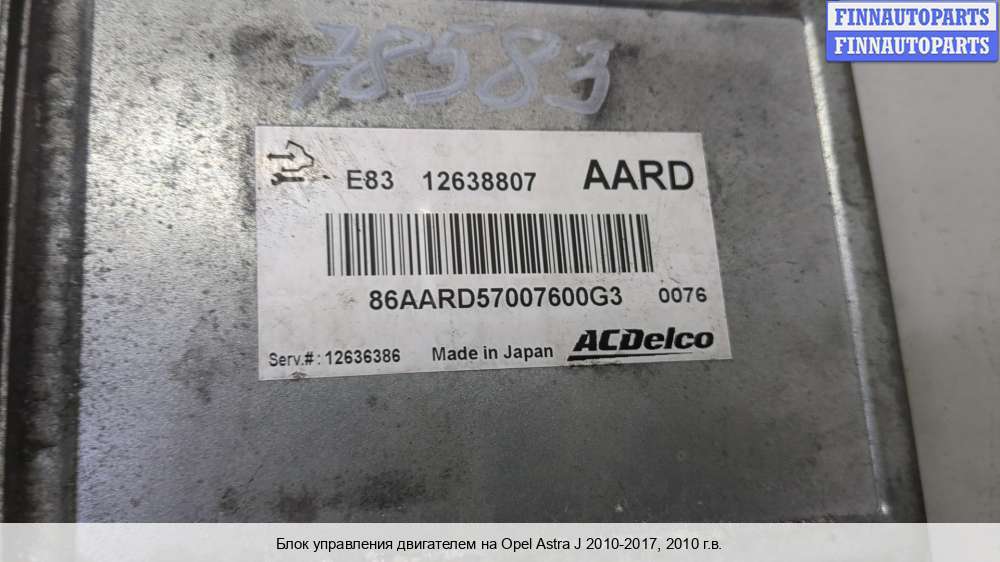 FINNAUTOPARTS
FINNAUTOPARTS
78583
E83 12638807 AARD
86AARD57007600G3 0076
Serv.#: 12636386 Made in Japan ACDelco
Блок управления двигателем на Opel Astra J 2010-2017, 2010 г.в.